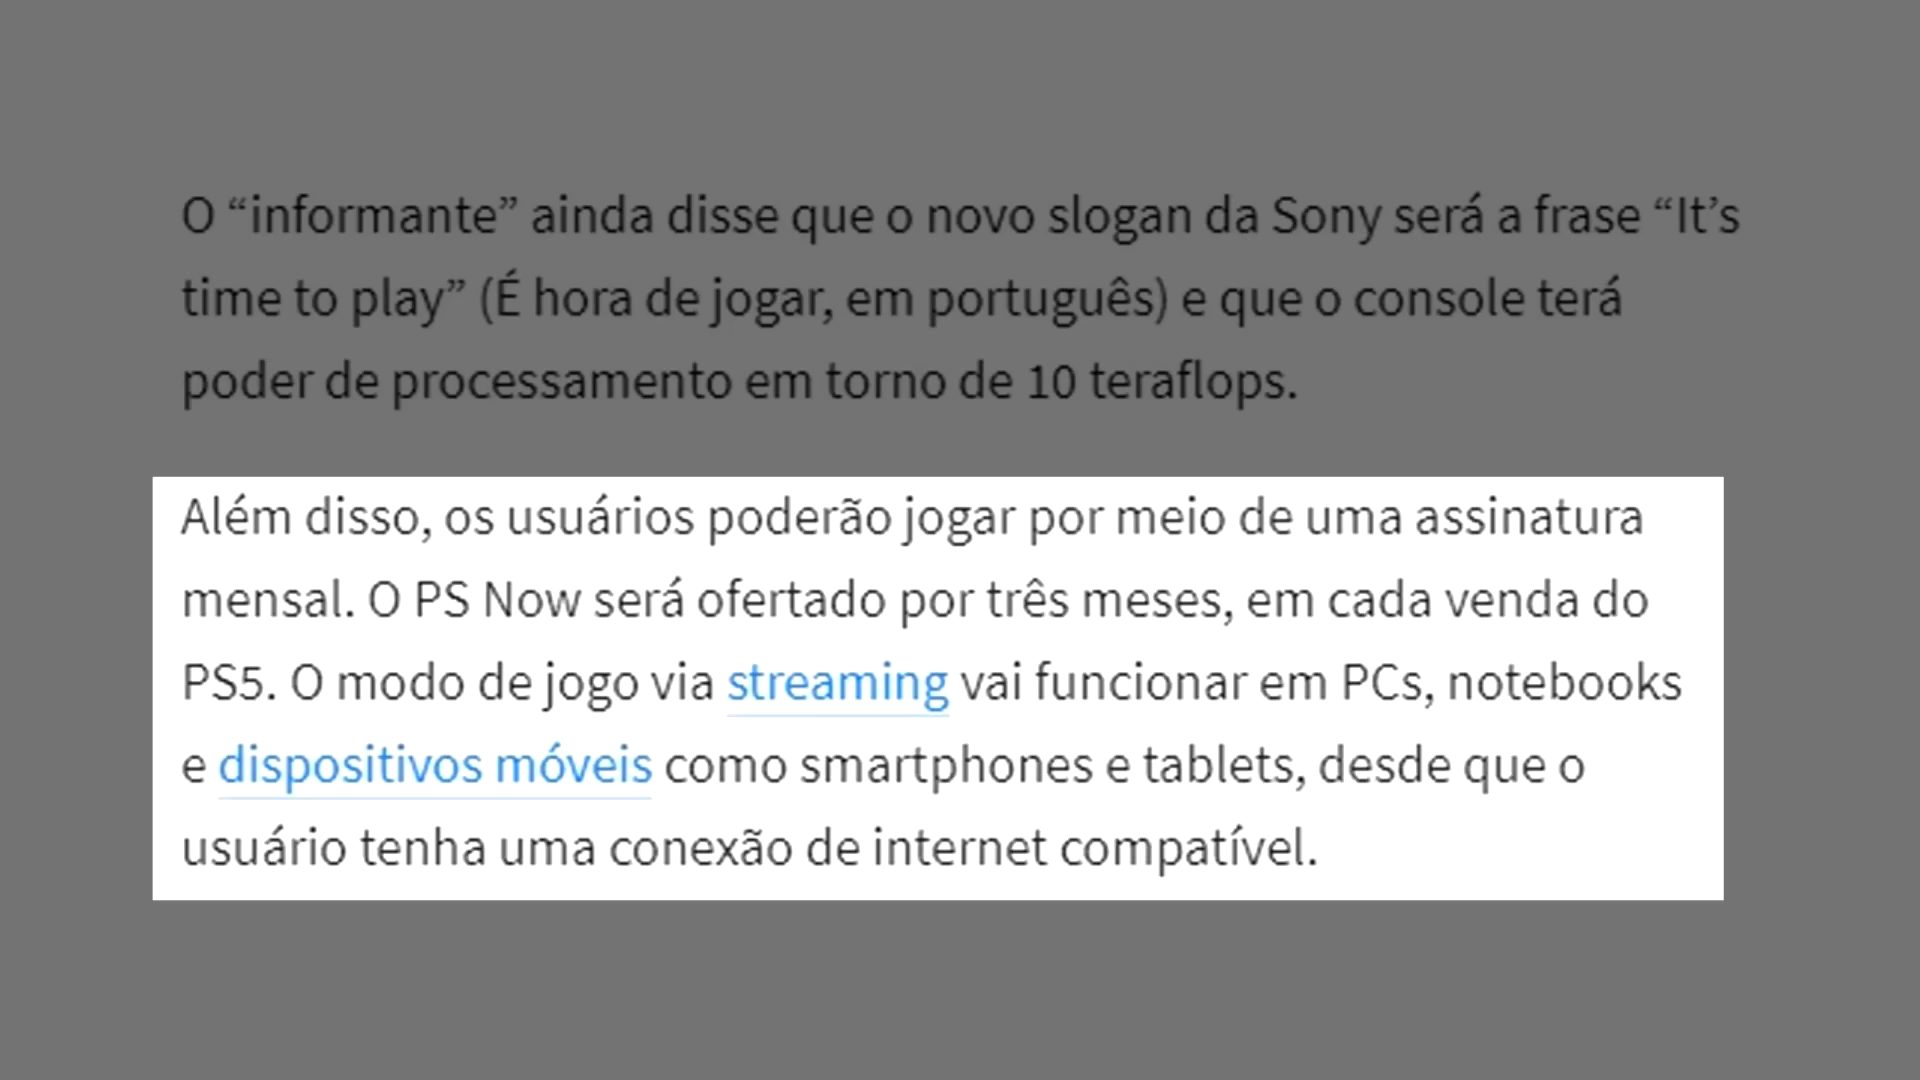 O “informante” ainda disse que o novo slogan da Sony será a frase “It’s
time to play” (É hora de jogar, em português) e que o console terá
poder de processamento em torno de 10 teraflops.
Além disso, os usuários poderão jogar por meio de uma assinatura
mensal. O PS Now será ofertado por três meses, em cada venda do
PS5. O modo de jogo via streaming vai funcionar em PCs, notebooks
e dispositivos móveis como smartphones e tablets, desde que o
usuário tenha uma conexão de internet compatível.